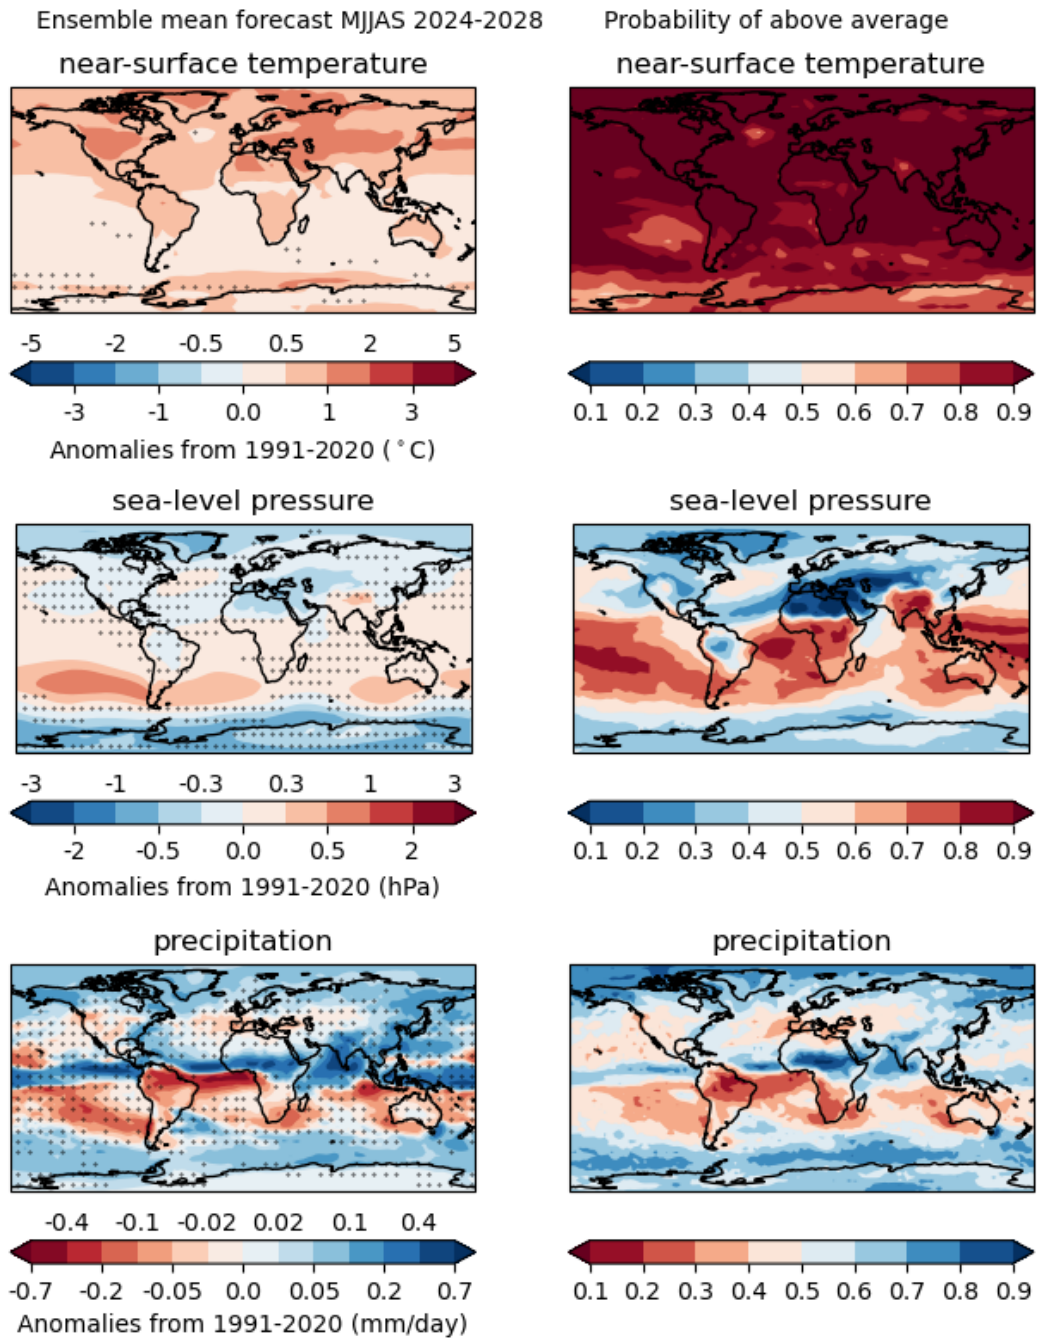 Ensemble mean forecast MJJAS 2024-2028 Probability of above average
near-surface temperature near-surface temperature
-5 -2 -0.5 0.5 2 5
-3 -1 0.0 1 3 0.1 0.2 0.3 0.4 0.5 0.6 0.7 0.8 0.9
Anomalies from 1991-2020 (°C)
sea-level pressure sea-level pressure
-3 -1 -0.3 0.3 1 3
-2 -0.5 0.0 0.5 2 0.1 0.2 0.3 0.4 0.5 0.6 0.7 0.8 0.9
Anomalies from 1991-2020 (hPa)
precipitation precipitation
-0.4 -0.1 -0.02 0.02 0.1 0.4
-0.7 -0.2 -0.05 0.0 0.05 0.2 0.7 0.1 0.2 0.3 0.4 0.5 0.6 0.7 0.8 0.9
Anomalies from 1991-2020 (mm/day)